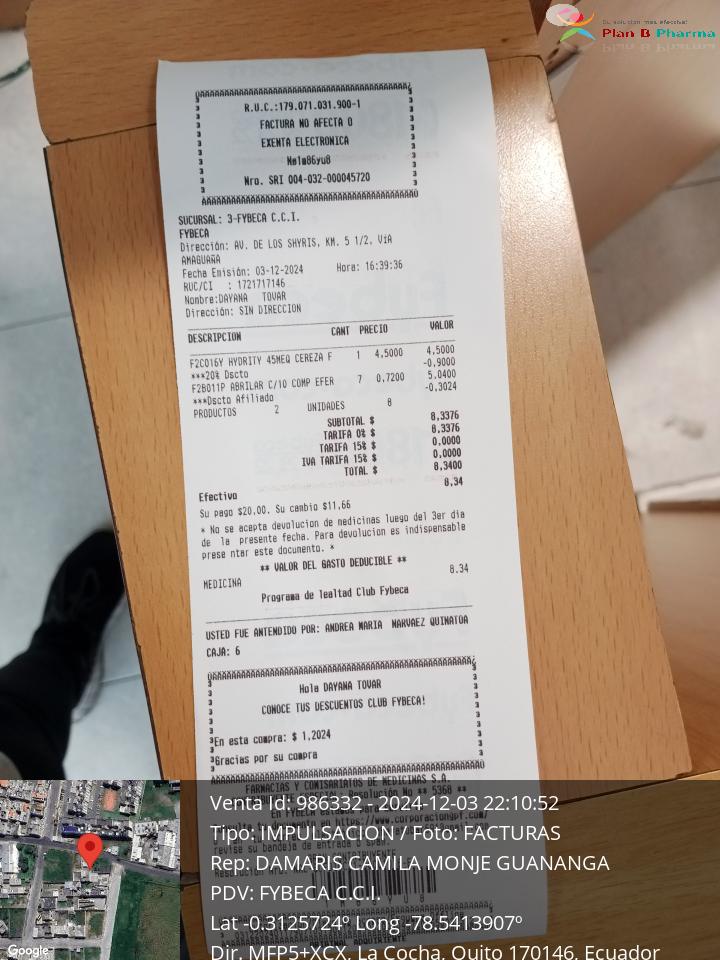 Su solucion mas efectiva!
Plan B Pharma
R.U.C.:179.071.031.900-1
FACTURA NO AFECTA O
EXENTA ELECTRONICA
Nm1m86yu8
Nro. SRI 004-032-000045720
SUCURSAL: 3-FYBECA C.C.I.
FYBECA
Dirección: AV. DE LOS SHYRIS, KM. 5 1/2, VíA
AMAGUAÑA
Fecha Emisión: 03-12-2024 Hora: 16:39:36
RUC/CI : 1721717146
Nombre:DAYANA TOVAR
Dirección: SIN DIRECCION
DESCRIPCION CANT PRECIO VALOR
F2C016Y HYDRITY 45MEQ CEREZA F 1 4,5000 4,5000
***20% Dscto -0,9000
F2B011P ABRILAR C/10 COMP EFER 7 0,7200 5,0400
***Dscto Afiliado -0,3024
PRODUCTOS 2 UNIDADES 8
SUBTOTAL $ 8,3376
TARIFA 0% $ 8,3376
TARIFA 15% $ 0,0000
IVA TARIFA 15% $ 0,0000
TOTAL $ 8,3400
Efectivo 8,34
Su pago $20,00. Su cambio $11,66
* No se acepta devolucion de medicinas luego del 3er dia
de la presente fecha. Para devolucion es indispensable
prese ntar este documento. *
** VALOR DEL GASTO DEDUCIBLE **
MEDICINA 8.34
Programa de lealtad Club Fybeca
USTED FUE ANTENDIDO POR: ANDREA MARIA NARVAEZ QUINATOA
CAJA: 6
Hola DAYANA TOVAR
CONOCE TUS DESCUENTOS CLUB FYBECA!
En esta compra: $ 1,2024
Gracias por su compra
FARMACIAS Y COMISARIATOS DE MEDICINAS S.A.
Resolución Nro ** 5368 **
Venta Id: 986332 - 2024-12-03 22:10:52
Tipo: IMPULSACION / Foto: FACTURAS
Rep: DAMARIS CAMILA MONJE GUANANGA
PDV: FYBECA C.C.I.
Lat -0.3125724º Long -78.5413907º
Dir. MFP5+XCX, La Cocha, Quito 170146, Ecuador
Google